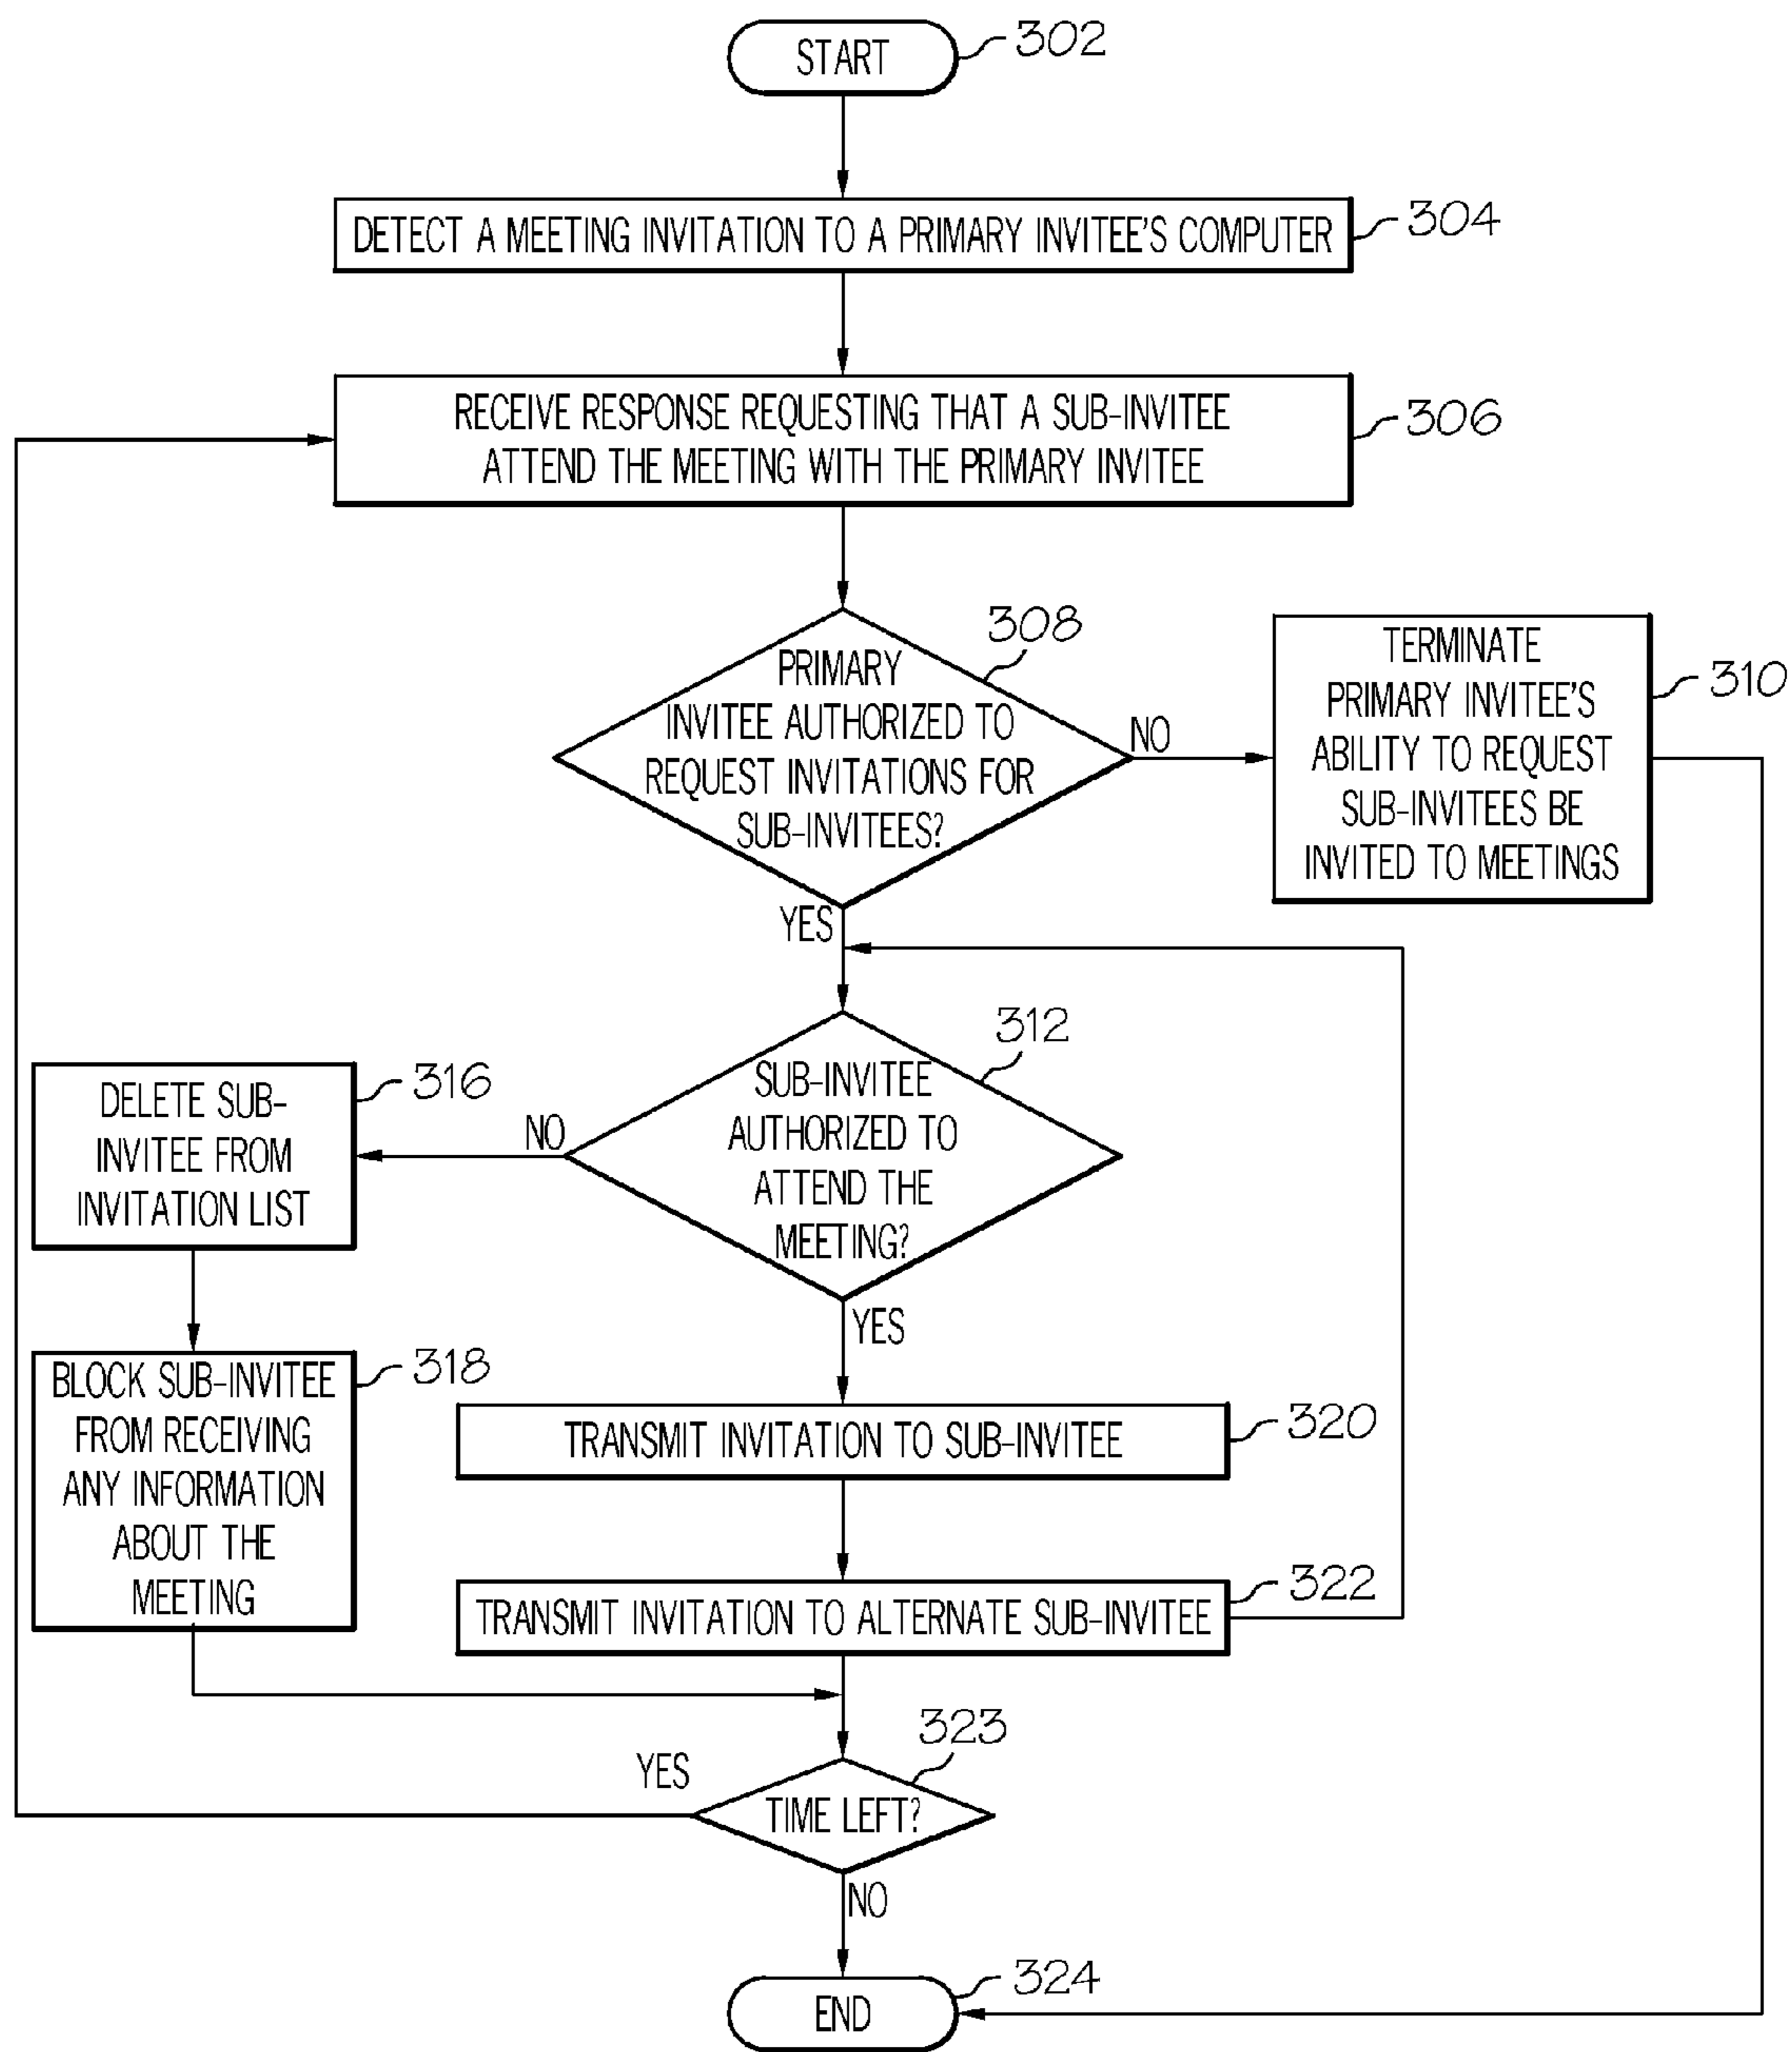 START
302
DETECT A MEETING INVITATION TO A PRIMARY INVITEE'S COMPUTER
304
RECEIVE RESPONSE REQUESTING THAT A SUB-INVITEE
ATTEND THE MEETING WITH THE PRIMARY INVITEE
306
308
PRIMARY
INVITEE AUTHORIZED TO
REQUEST INVITATIONS FOR
SUB-INVITEES?
NO
TERMINATE
PRIMARY INVITEE'S
ABILITY TO REQUEST
SUB-INVITEES BE
INVITED TO MEETINGS
310
YES
312
SUB-INVITEE
AUTHORIZED TO
ATTEND THE
MEETING?
NO
DELETE SUB-
INVITEE FROM
INVITATION LIST
316
BLOCK SUB-INVITEE
FROM RECEIVING
ANY INFORMATION
ABOUT THE
MEETING
318
YES
TRANSMIT INVITATION TO SUB-INVITEE
320
TRANSMIT INVITATION TO ALTERNATE SUB-INVITEE
322
323
YES
TIME LEFT?
NO
END
324